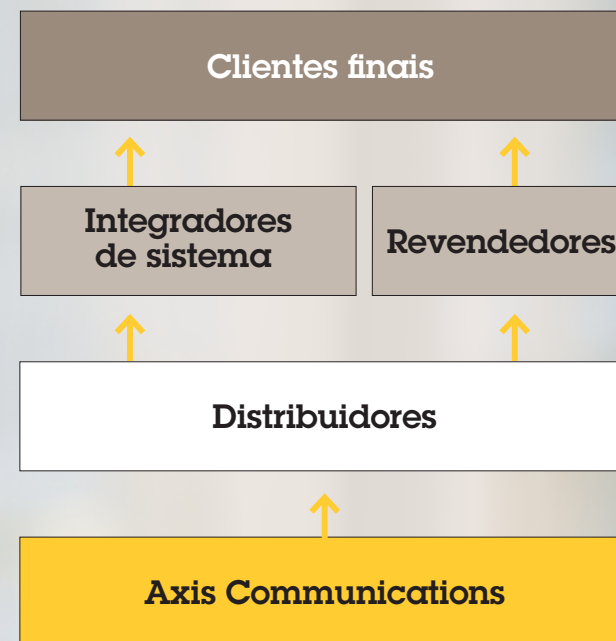 Clientes finais
Integradores
de sistema
Revendedores
Distribuidores
Axis Communications